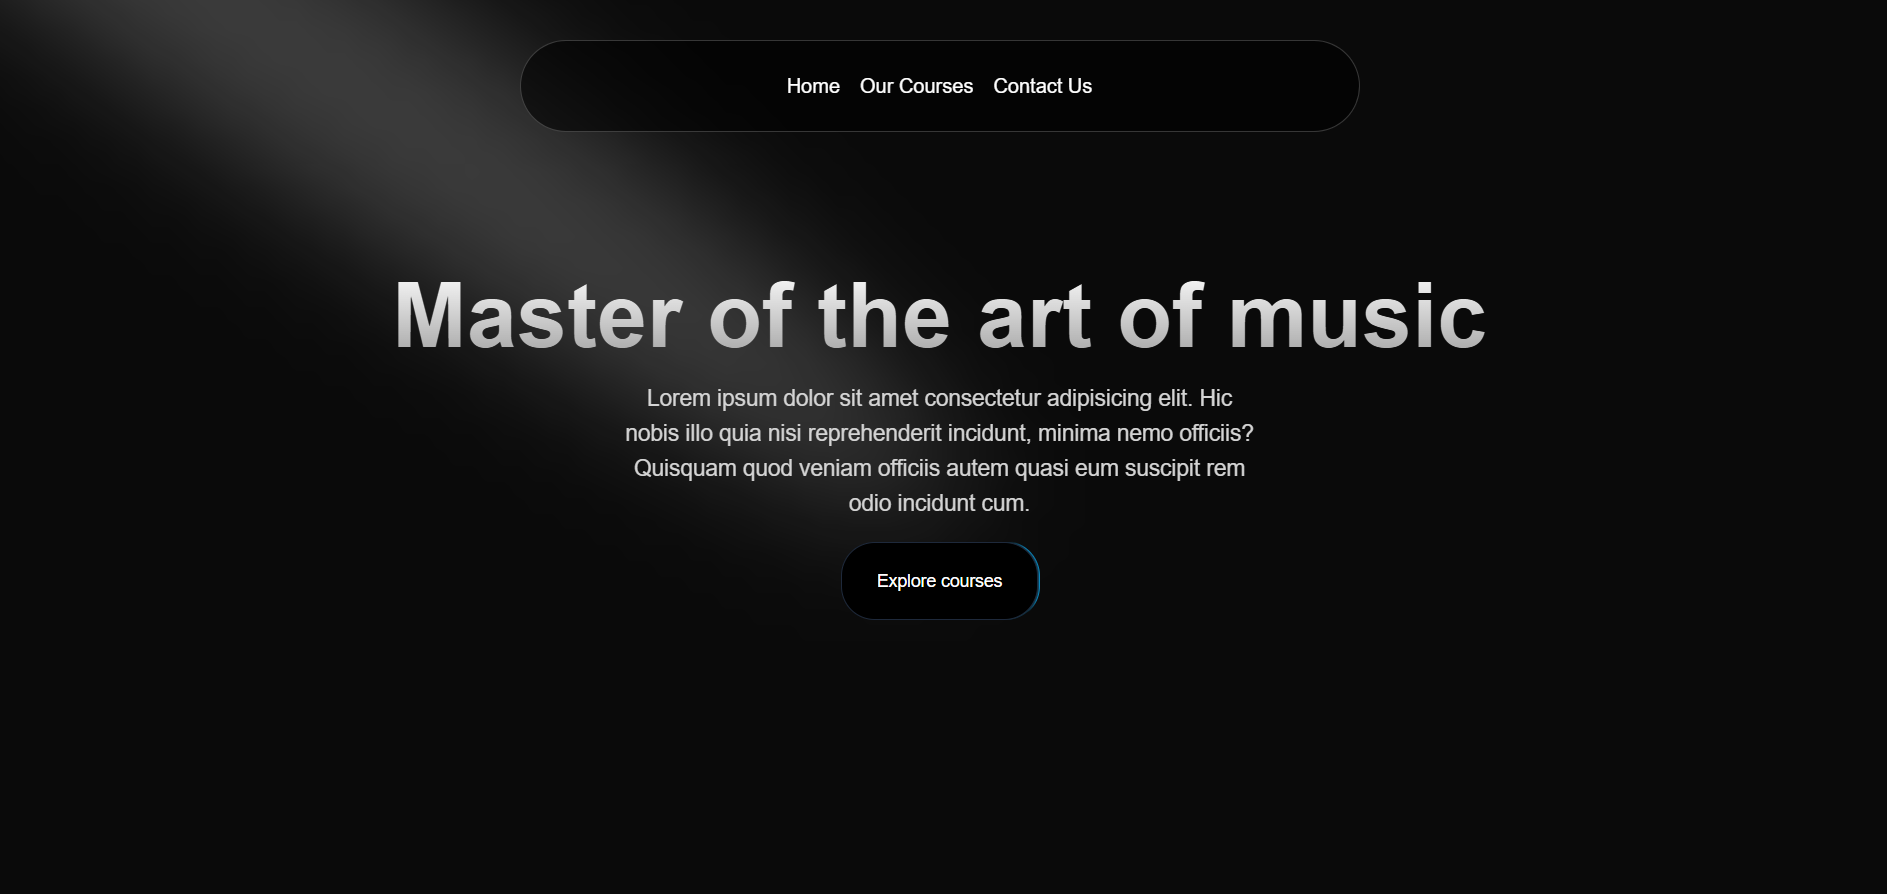 Home Our Courses Contact Us
Master of the art of music
Lorem ipsum dolor sit amet consectetur adipisicing elit. Hic
nobis illo quia nisi reprehenderit incidunt, minima nemo officiis?
Quisquam quod veniam officiis autem quasi eum suscipit rem
odio incidunt cum.
Explore courses